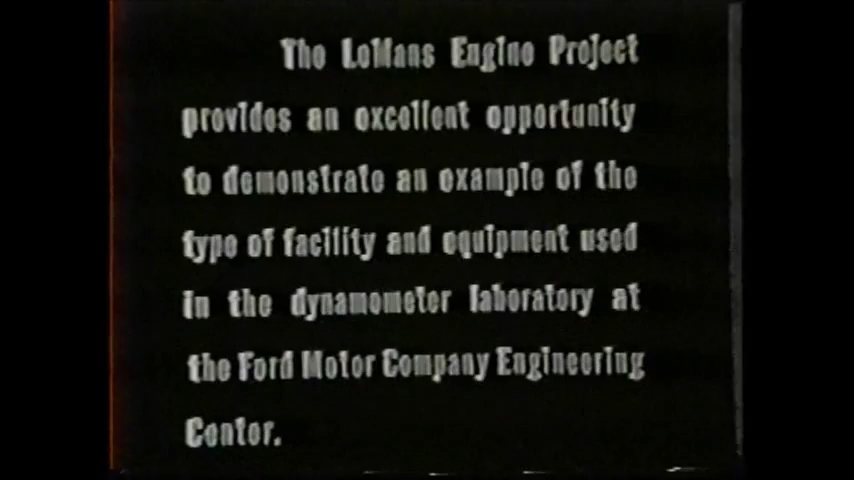 The LeMans Engine Project
provides an excellent opportunity
to demonstrate an example of the
type of facility and equipment used
in the dynamometer laboratory at
the Ford Motor Company Engineering
Center.